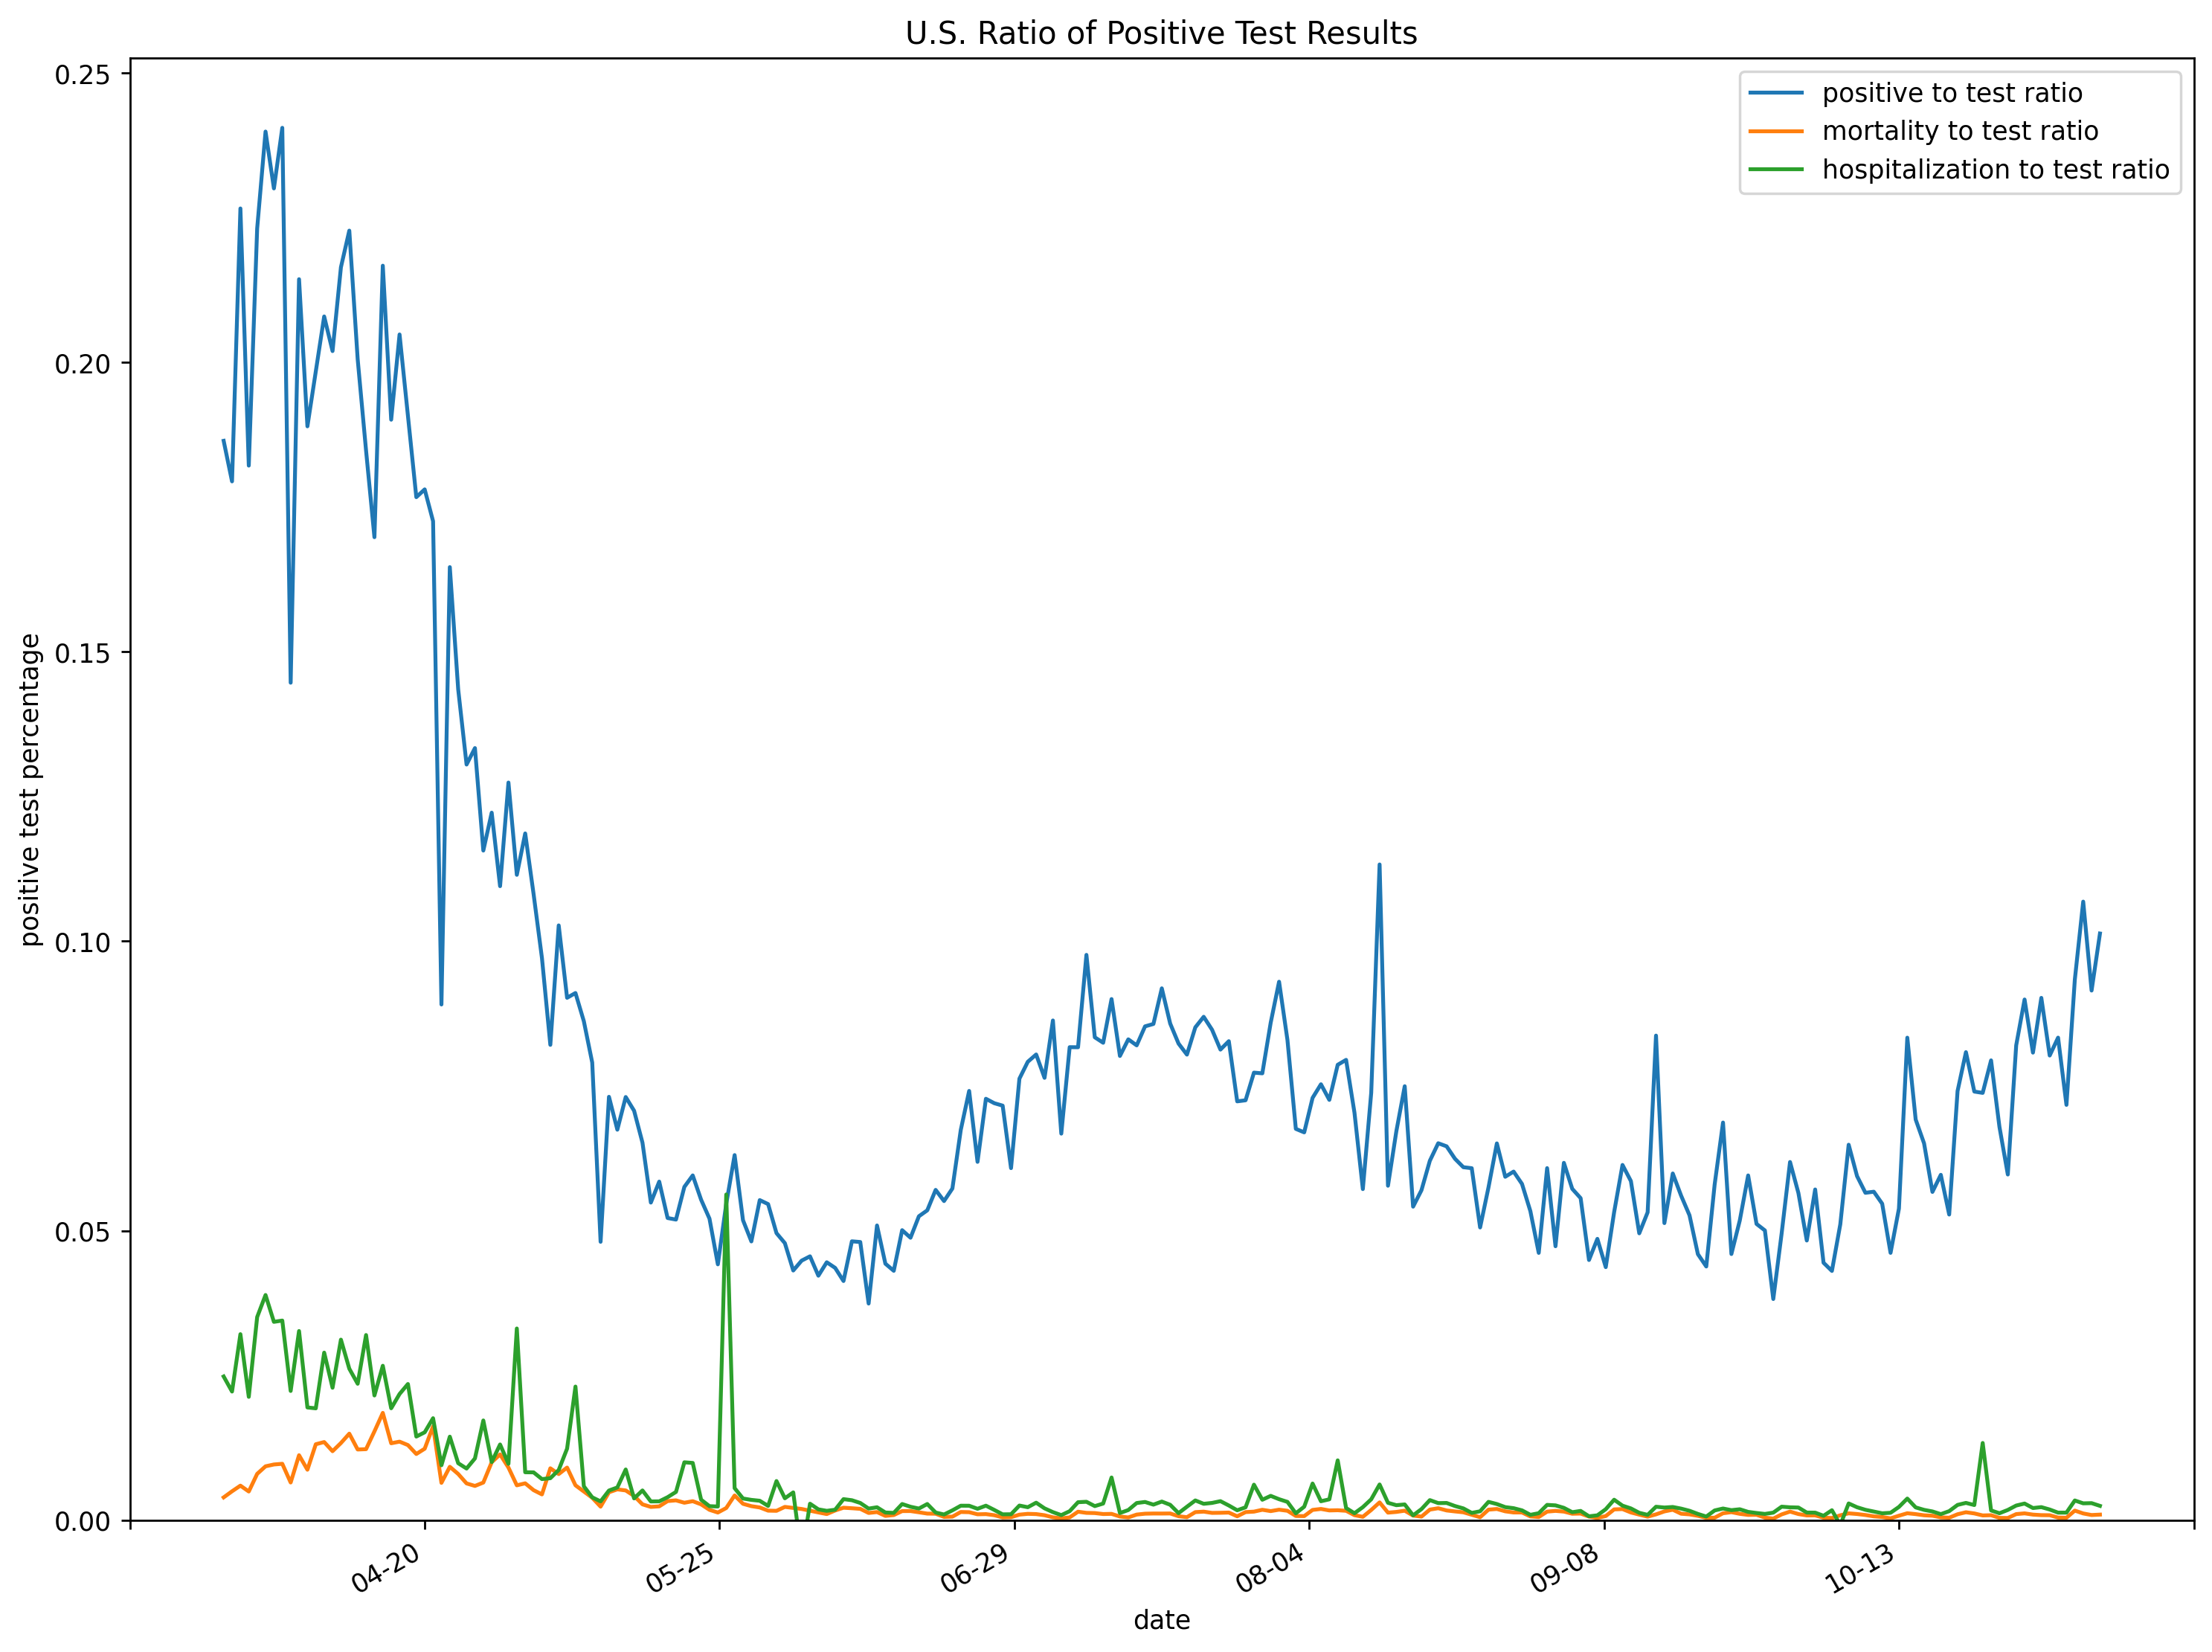 U.S. Ratio of Positive Test Results
positive to test ratio
mortality to test ratio
hospitalization to test ratio
positive test percentage
0.25
0.20
0.15
0.10
0.05
0.00
04-20
05-25
06-29
08-04
09-08
10-13
date